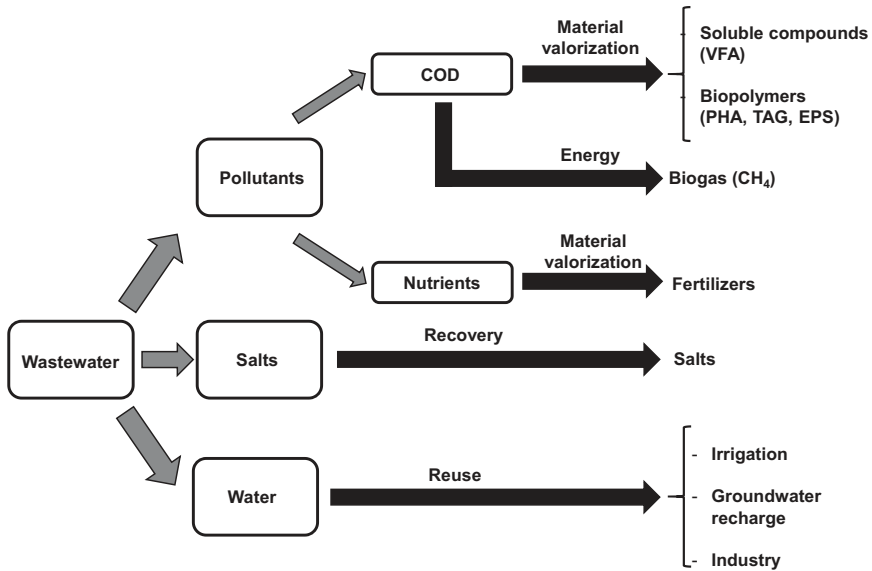 Material
valorization
- Soluble compounds
(VFA)
COD
- Biopolymers
(PHA, TAG, EPS)
Energy
Biogas (CH₄)
Pollutants
Material
valorization
Nutrients
Fertilizers
Wastewater
Salts
Recovery
Salts
Water
Reuse
- Irrigation
- Groundwater
recharge
- Industry